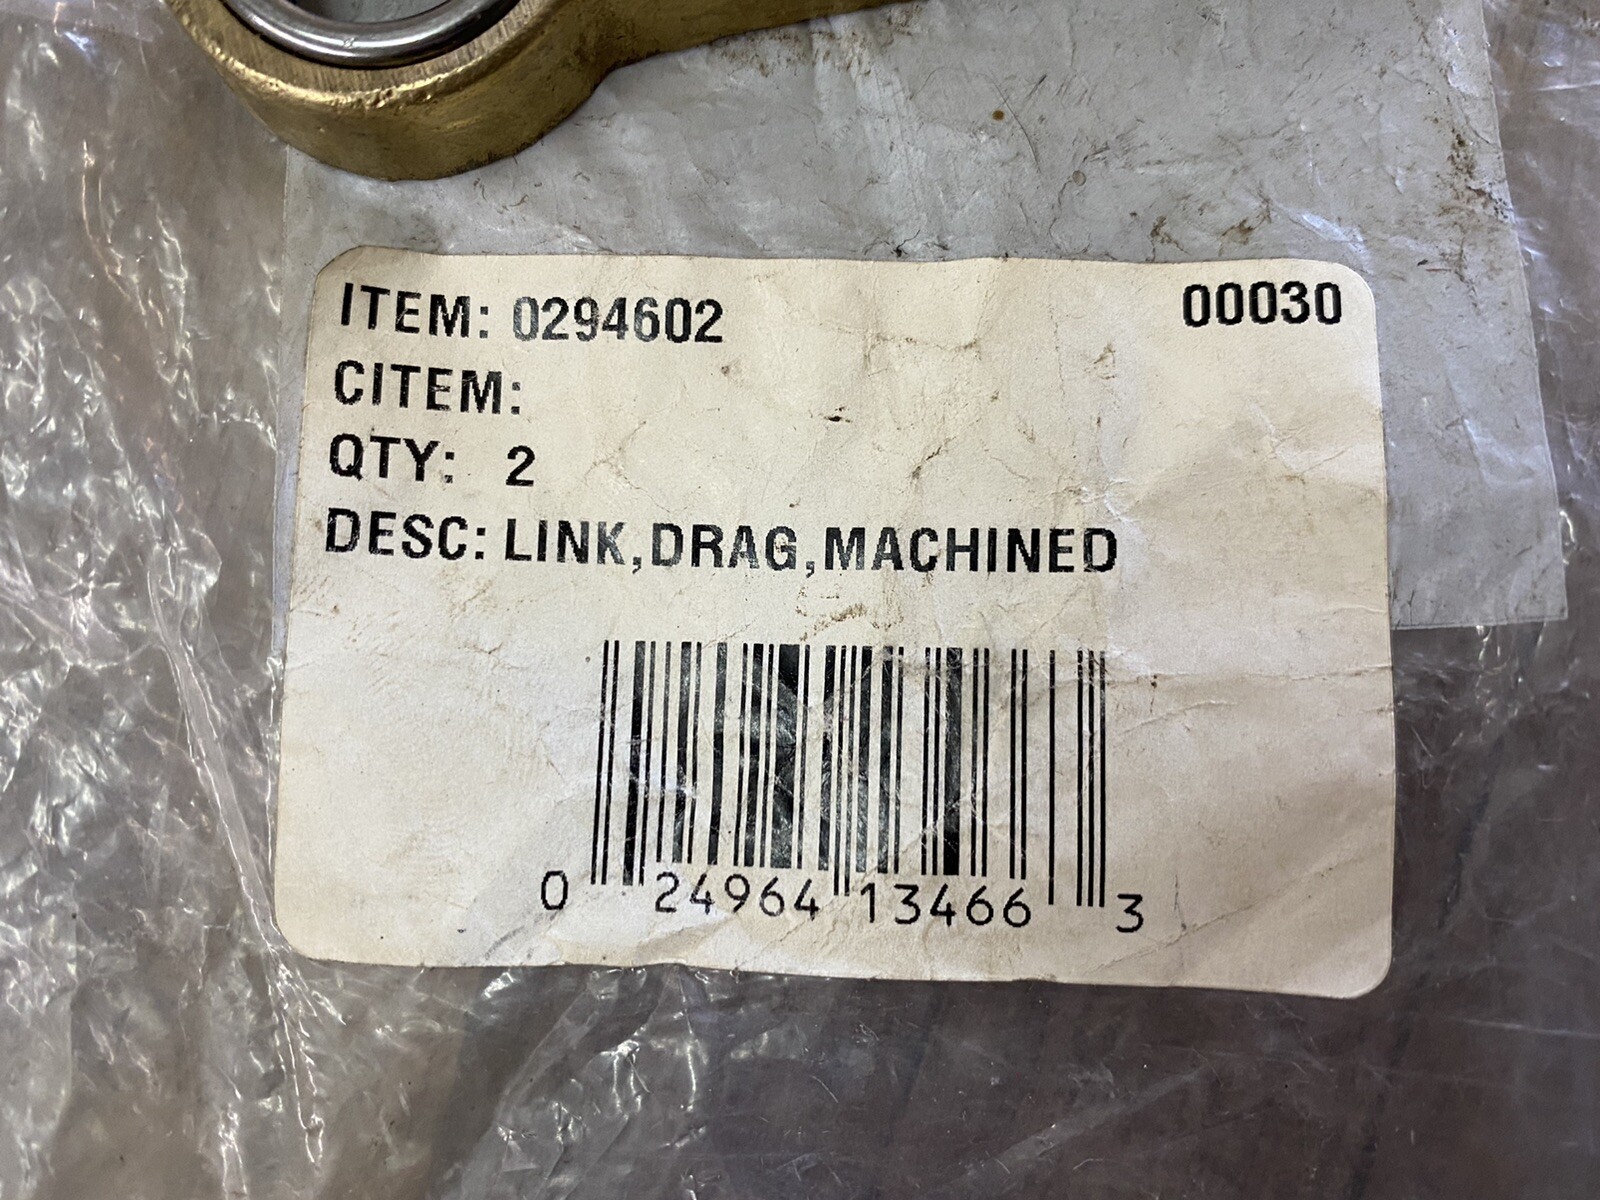 ITEM: 0294602 00030
CITEM:
QTY: 2
DESC: LINK,DRAG,MACHINED
0 24964 13466 3